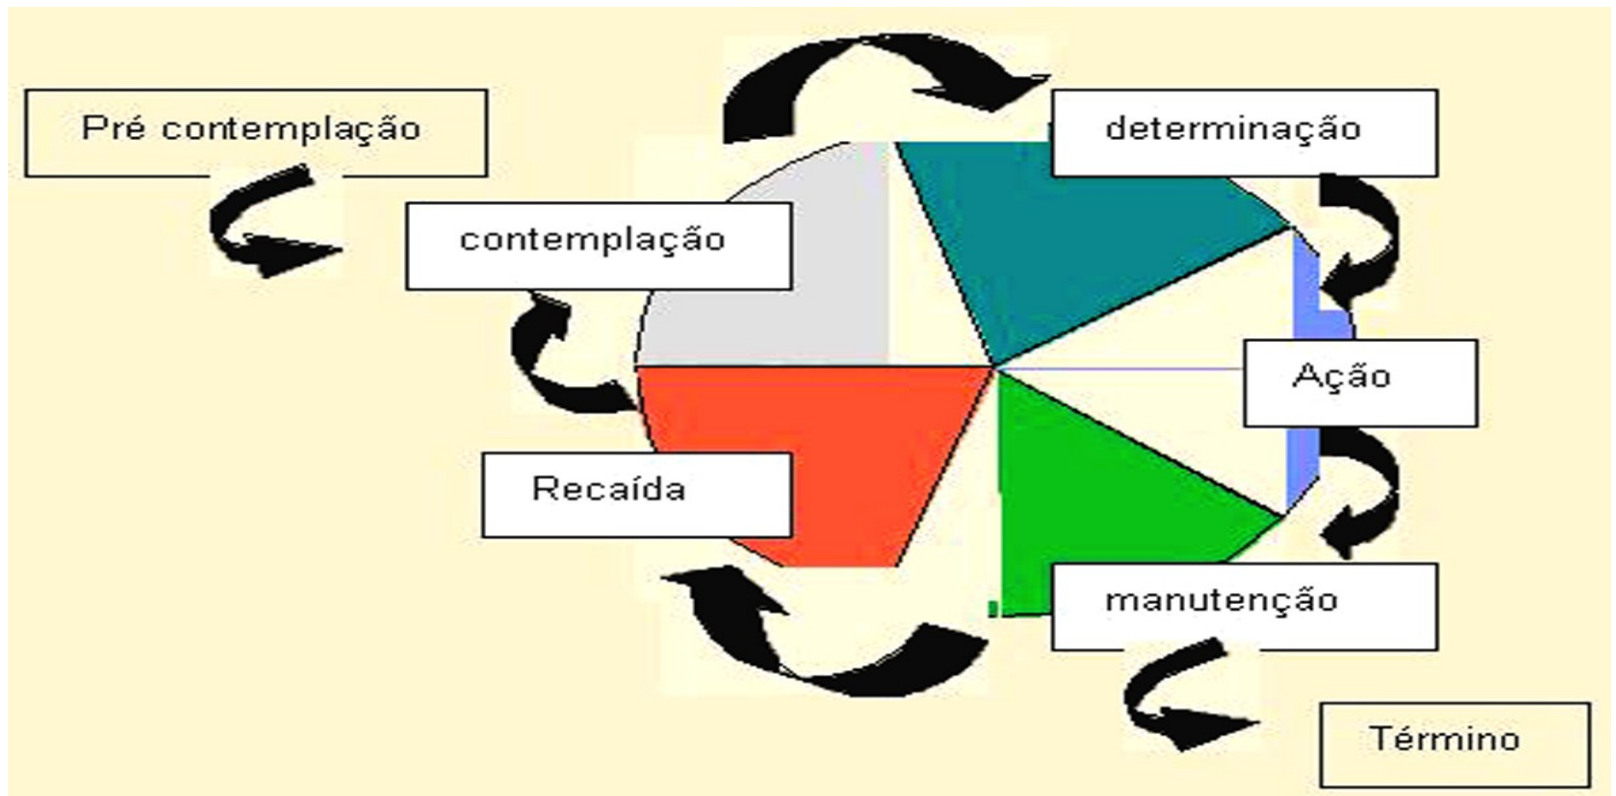 Pré contemplação
determinação
contemplação
Ação
Recaída
manutenção
Término